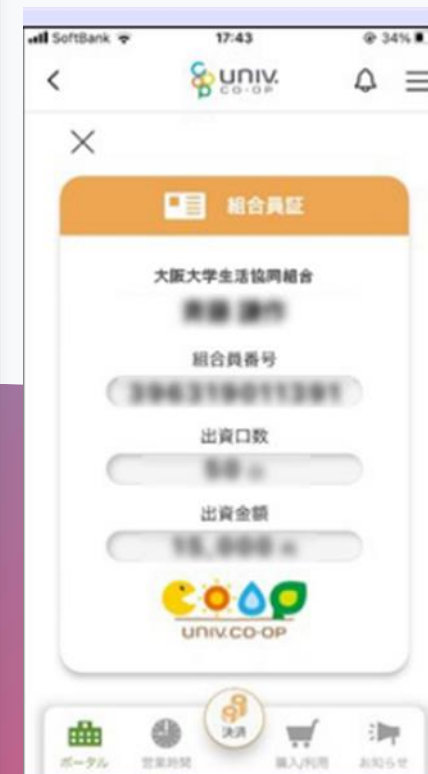 SoftBank 17:43 34%
UNIV.
CO-OP
組合員証
大阪大学生活協同組合
組合員番号
出資口数
出資金額
UNIV.CO-OP
決済
ポータル 営業時間 購入/利用 お知らせ